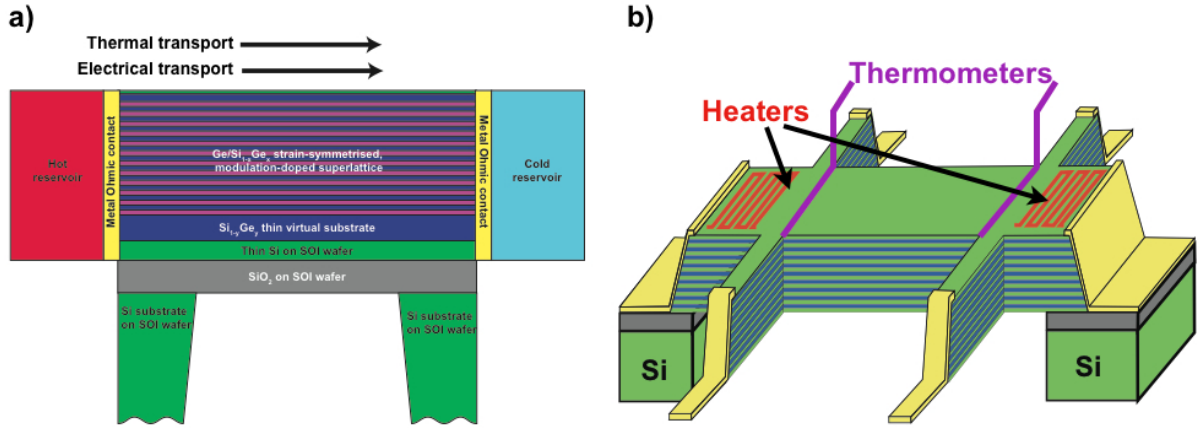 a)
Thermal transport
Electrical transport
Hot
reservoir
Metal Ohmic contact
Ge/Si₁₋ₓGeₓ strain-symmetrised,
modulation-doped superlattice
Si₁₋yGey thin virtual substrate
Thin Si on SOI wafer
SiO₂ on SOI wafer
Si substrate
on SOI wafer
Si substrate
on SOI wafer
Metal Ohmic contact
Cold
reservoir
b)
Thermometers
Heaters
Si
Si